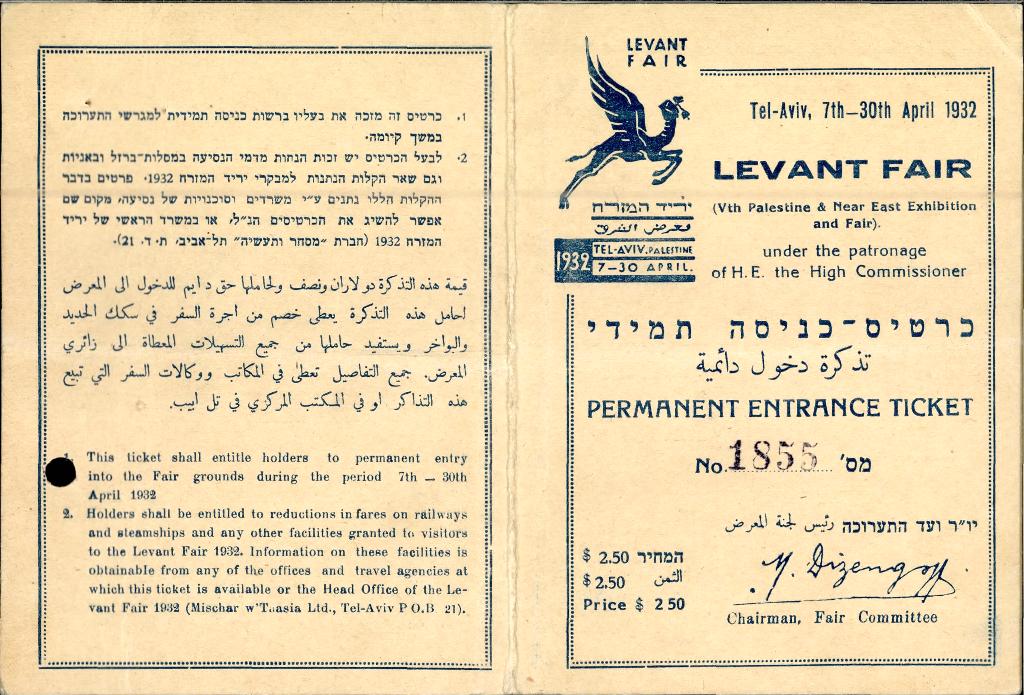 1. כרטיס זה מזכה את בעליו ברשות כניסה תמידית למגרשי התערוכה
במשך קיומה.
2. לבעל הכרטיס יש זכות הנחות מדמי הנסיעה במסלות-ברזל ובאניות
וגם שאר הקלות הנתנות למבקרי יריד המזרח 1932. פרטים בדבר
ההקלות הללו נתנים ע״י משרדים וסוכנויות של נסיעה, מקום שם
אפשר להשיג את הכרטיסים הנ״ל, או במשרד הראשי של יריד
המזרח 1932 (חברת ״מסחר ותעשיה״ תל־אביב, ת. ד. 21).
قيمة هذه التذكرة دولاران ونصف ولحاملها حق دايم للدخول الى المعرض
لحامل هذه التذكرة يعطى خصم من اجرة السفر في سكك الحديد
والبواخر ويستفيد حاملها من جميع التسهيلات المعطاة الى زائري
المعرض. جميع التفاصيل تعطى في المكاتب ووكالات السفر التي تبيع
هذه التذاكر او في المكتب المركزي في تل ابيب.
1. This ticket shall entitle holders to permanent entry
into the Fair grounds during the period 7th — 30th
April 1932
2. Holders shall be entitled to reductions in fares on railways
and steamships and any other facilities granted to visitors
to the Levant Fair 1932. Information on these facilities is
obtainable from any of the offices and travel agencies at
which this ticket is available or the Head Office of the Le-
vant Fair 1932 (Mischar w'Taasia Ltd., Tel-Aviv P O.B 21).
LEVANT
FAIR
יריד המזרח
معرض الشرق
1932 TEL-AVIV. PALESTINE
7-30 APRIL.
Tel-Aviv, 7th—30th April 1932
LEVANT FAIR
(Vth Palestine & Near East Exhibition
and Fair).
under the patronage
of H.E. the High Commissioner
כרטיס-כניסה תמידי
تذكرة دخول دائمية
PERMANENT ENTRANCE TICKET
No. 1855 מס'
יו״ר ועד התערוכה رئيس لجنة المعرض
M. Dizengoff
Chairman, Fair Committee
$ 2.50 המחיר
$ 2.50 الثمن
Price $ 2 50